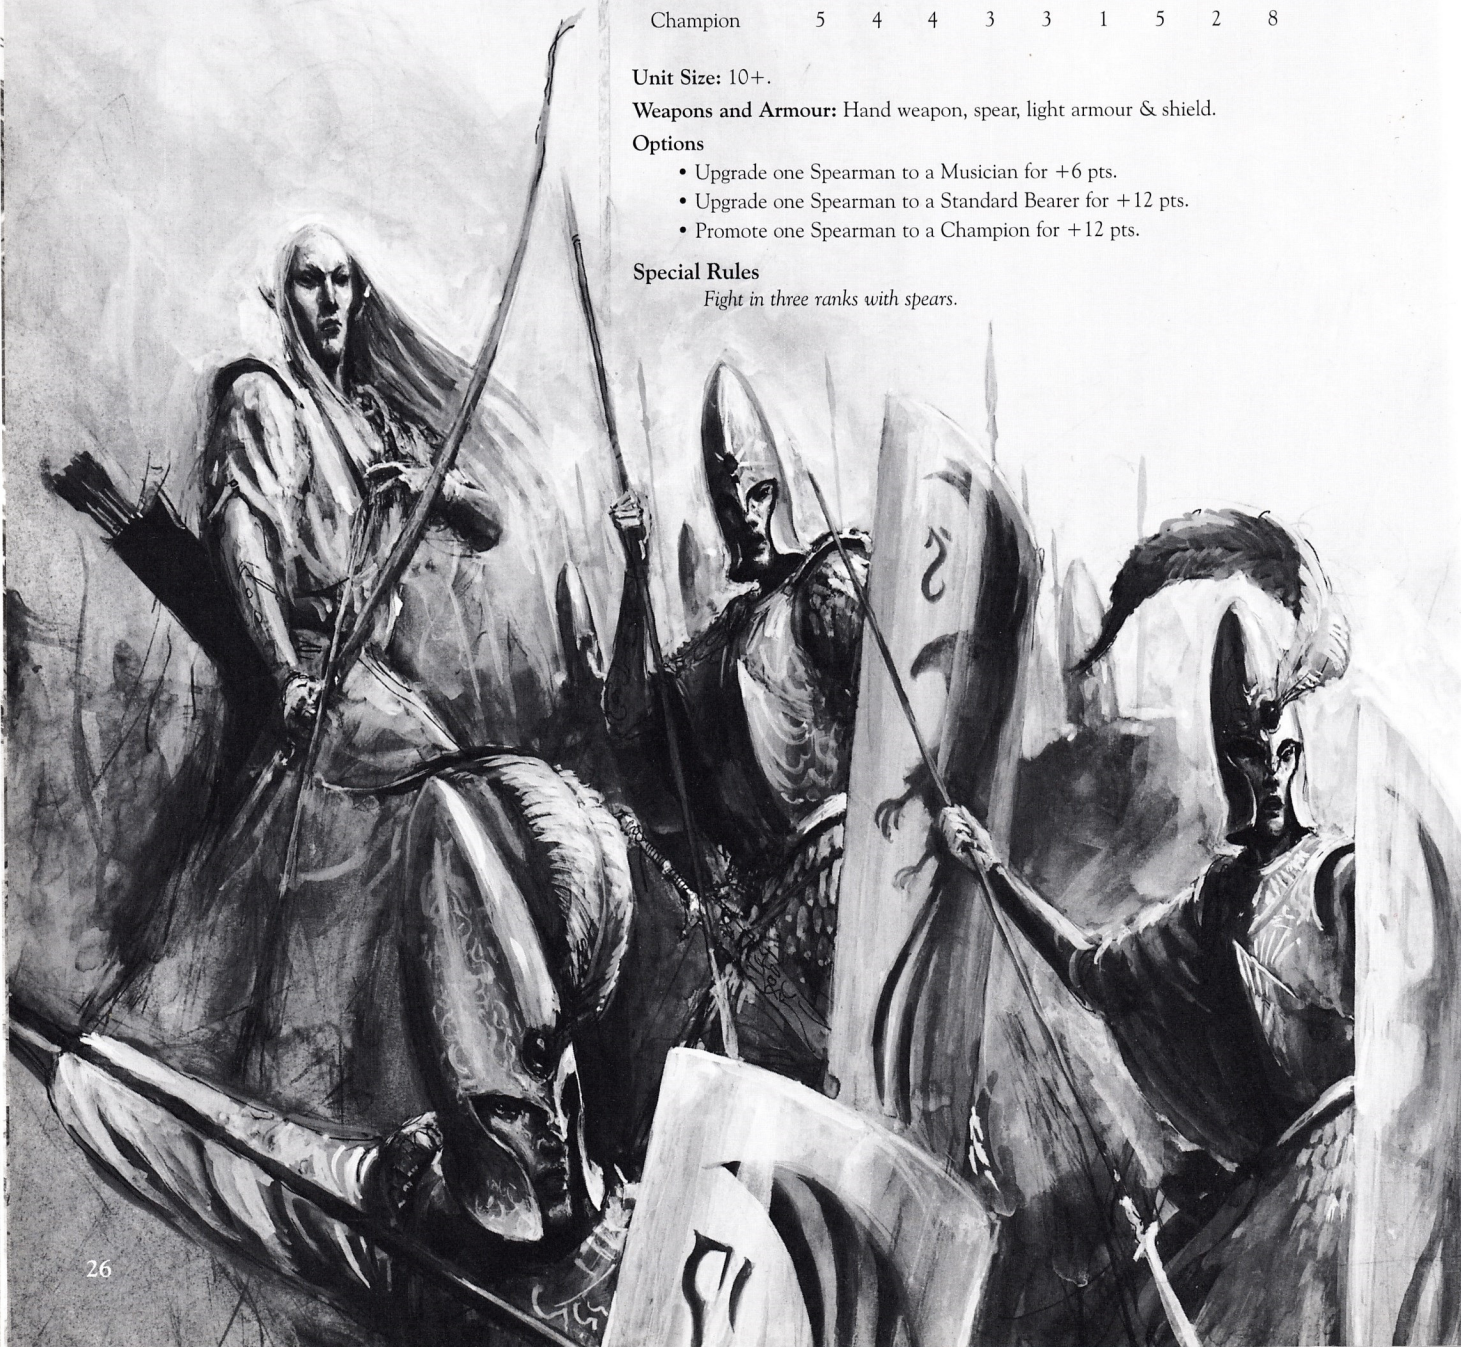 Champion 5 4 4 3 3 1 5 2 8
Unit Size: 10+.
Weapons and Armour: Hand weapon, spear, light armour & shield.
Options
• Upgrade one Spearman to a Musician for +6 pts.
• Upgrade one Spearman to a Standard Bearer for +12 pts.
• Promote one Spearman to a Champion for +12 pts.
Special Rules
Fight in three ranks with spears.
26